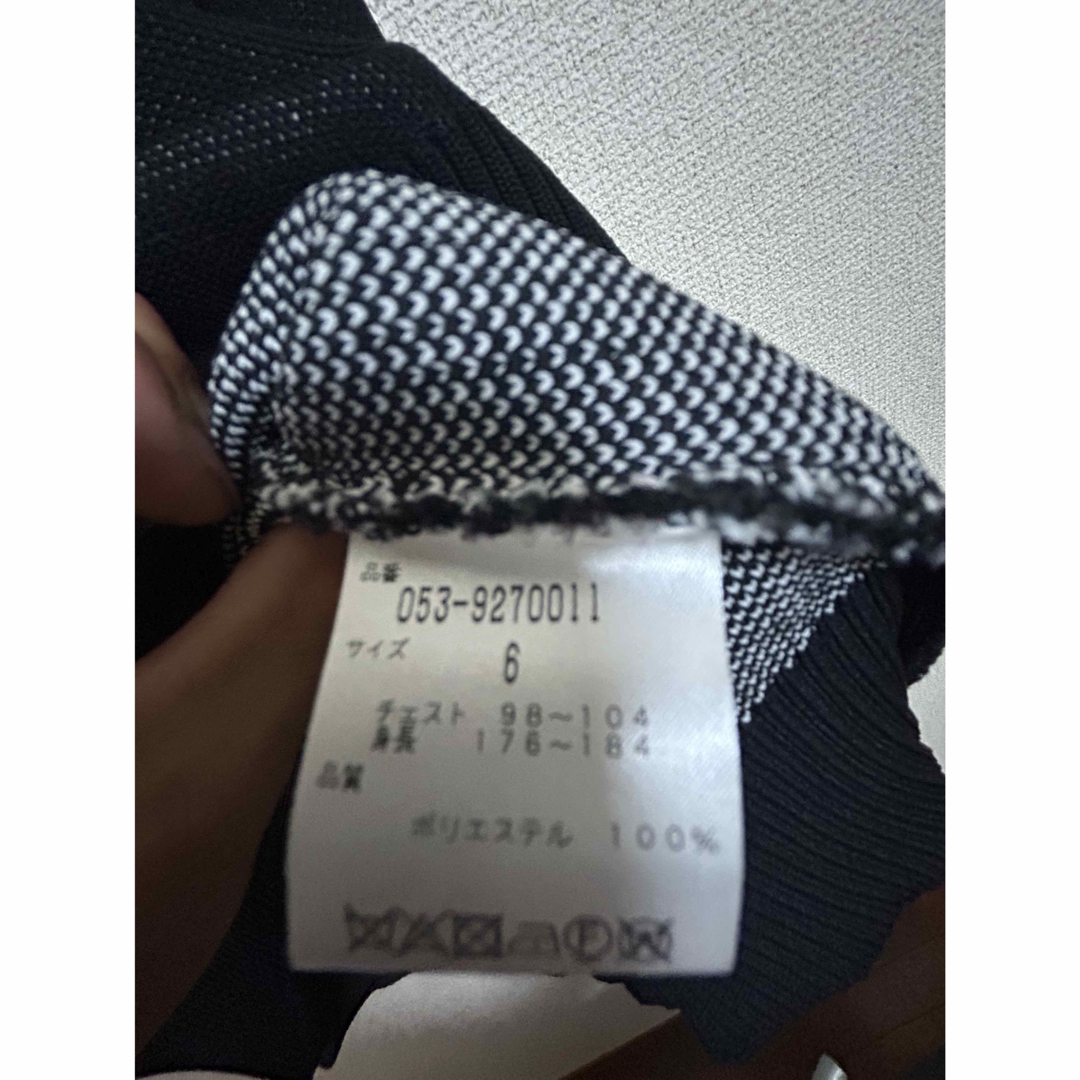 品番
053-9270011
サイズ 6
チェスト 98～104
身長 176～184
品質
ポリエステル 100%